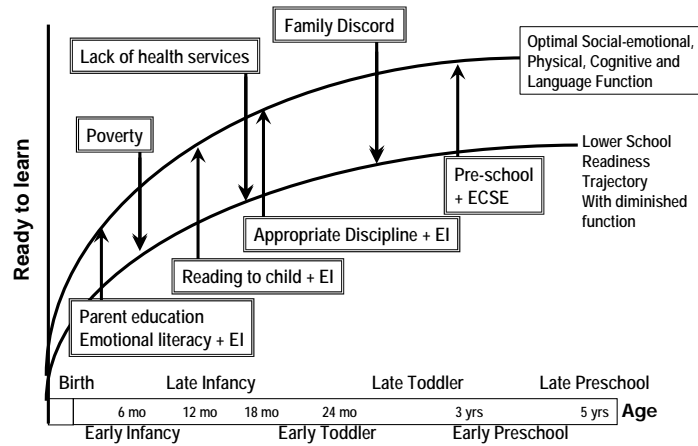 Family Discord
Lack of health services
Optimal Social-emotional,
Physical, Cognitive and
Language Function
Poverty
Ready to learn
Lower School
Readiness
Trajectory
With diminished
function
Pre-school
+ ECSE
Appropriate Discipline + EI
Reading to child + EI
Parent education
Emotional literacy + EI
Birth
Late Infancy
Late Toddler
Late Preschool
6 mo
12 mo
18 mo
24 mo
3 yrs
5 yrs
Age
Early Infancy
Early Toddler
Early Preschool